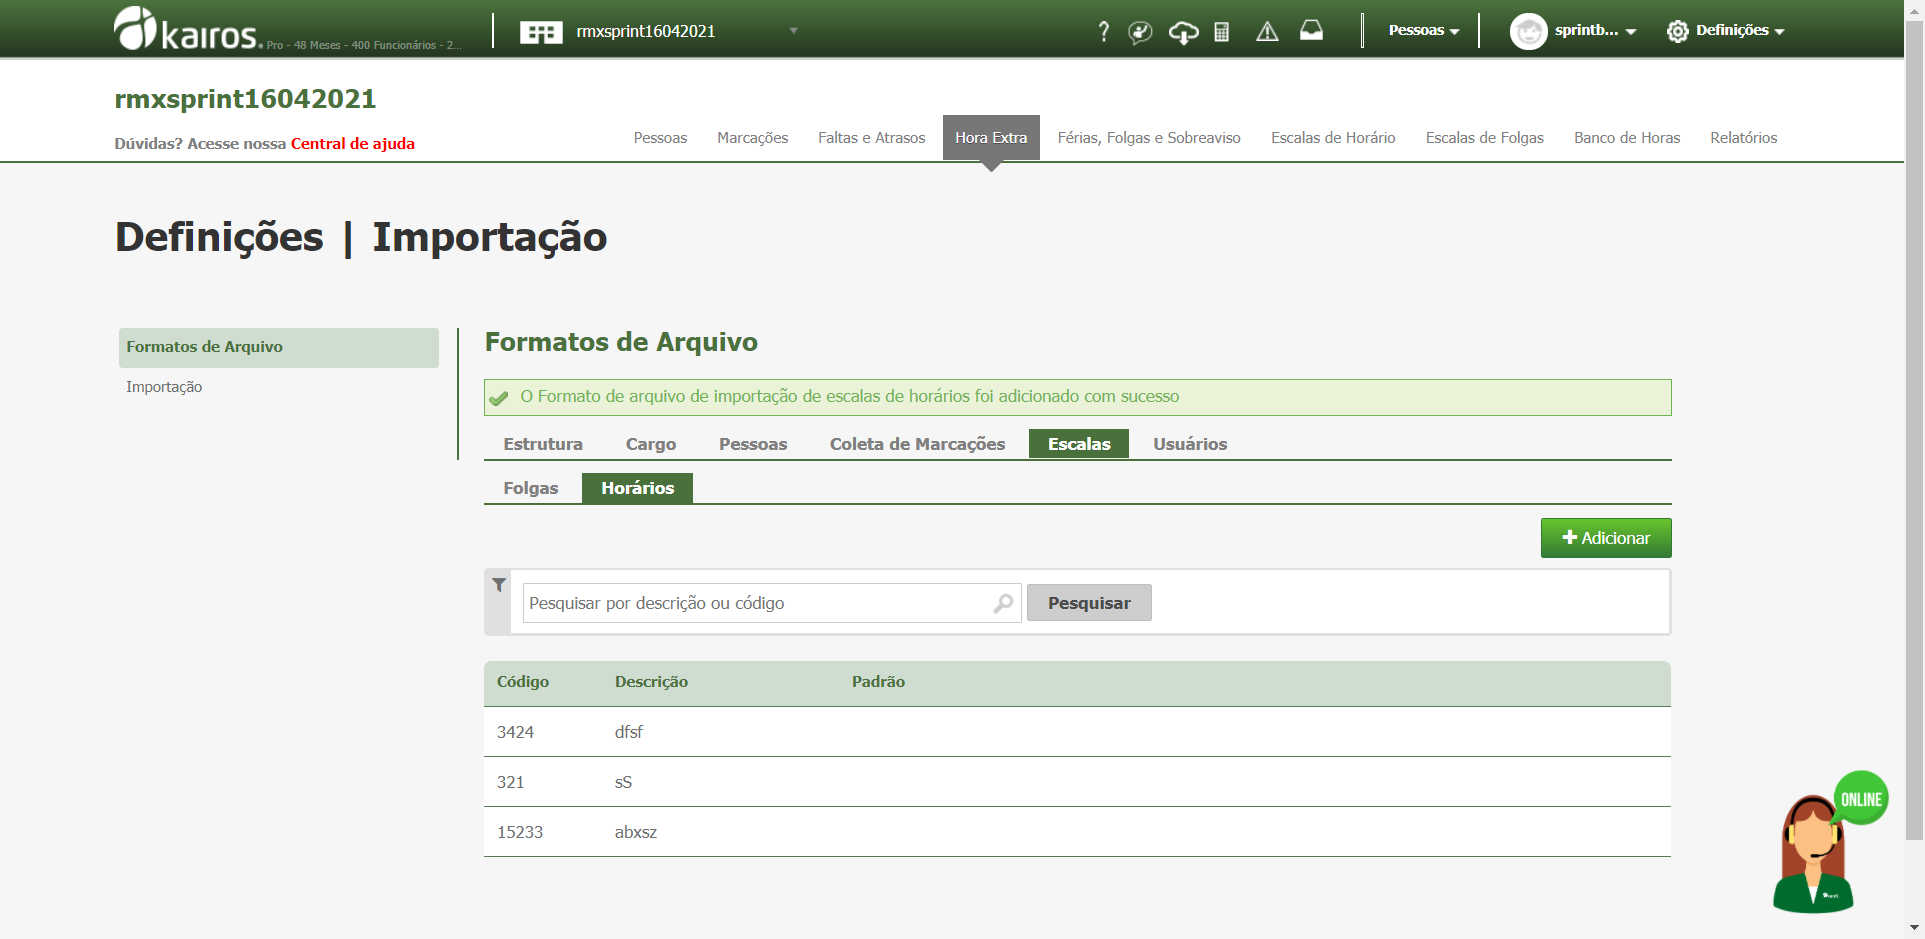 kairos. Pro - 48 Meses - 400 Funcionários - 2...
rmxsprint16042021
?
Pessoas
sprintb...
Definições
rmxsprint16042021
Dúvidas? Acesse nossa Central de ajuda
Pessoas
Marcações
Faltas e Atrasos
Hora Extra
Férias, Folgas e Sobreaviso
Escalas de Horário
Escalas de Folgas
Banco de Horas
Relatórios
Definições | Importação
Formatos de Arquivo
Importação
Formatos de Arquivo
O Formato de arquivo de importação de escalas de horários foi adicionado com sucesso
Estrutura
Cargo
Pessoas
Coleta de Marcações
Escalas
Usuários
Folgas
Horários
Adicionar
Pesquisar por descrição ou código
Pesquisar
Código
Descrição
Padrão
3424
dfsf
321
sS
15233
abxsz
ONLINE